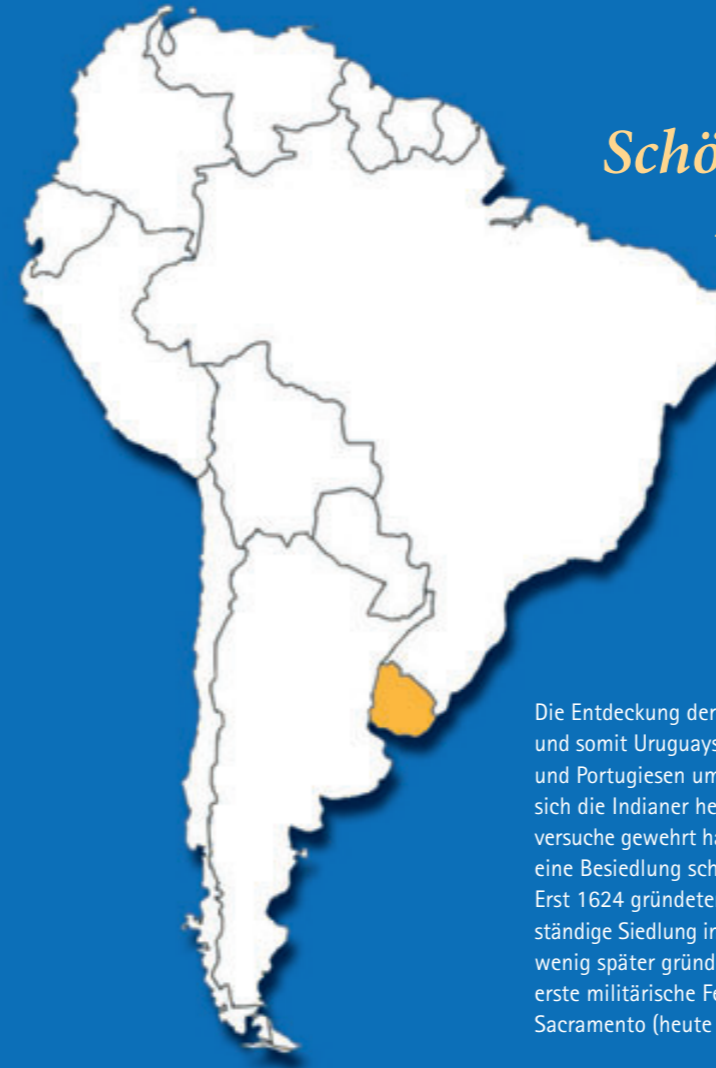 Schö
Die Entdeckung der
und somit Uruguays
und Portugiesen um
sich die Indianer he
versuche gewehrt ha
eine Besiedlung sch
Erst 1624 gründete
ständige Siedlung in
wenig später gründ
erste militärische Fe
Sacramento (heute